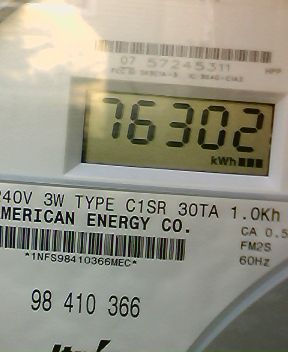 07 57245311
76302
kWh
240V 3W TYPE C1SR 30TA 1.0Kh
AMERICAN ENERGY CO.
CA 0.5
FM2S
60Hz
*1NFS98410366MEC*
98 410 366